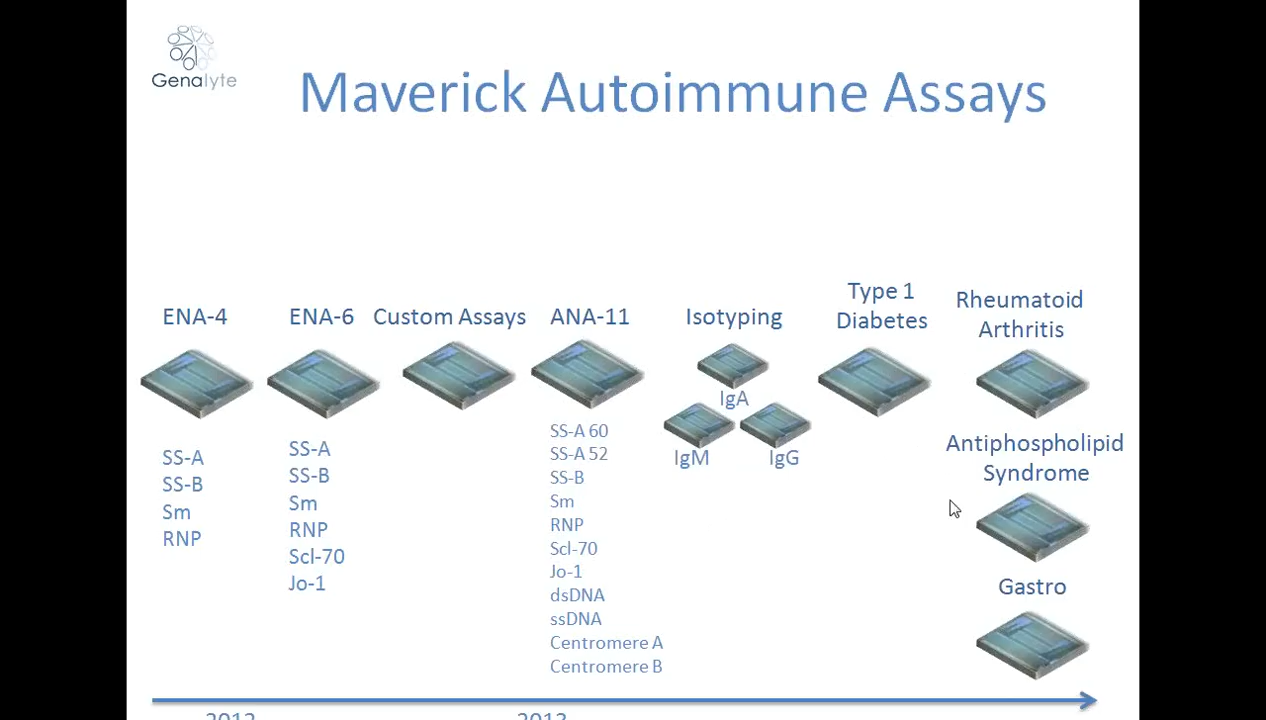 Genalyte
Maverick Autoimmune Assays
ENA-4
SS-A
SS-B
Sm
RNP
ENA-6
SS-A
SS-B
Sm
RNP
Scl-70
Jo-1
Custom Assays
ANA-11
SS-A 60
SS-A 52
SS-B
Sm
RNP
Scl-70
Jo-1
dsDNA
ssDNA
Centromere A
Centromere B
Isotyping
IgA
IgM
IgG
Type 1
Diabetes
Rheumatoid
Arthritis
Antiphospholipid
Syndrome
Gastro
2012
2013